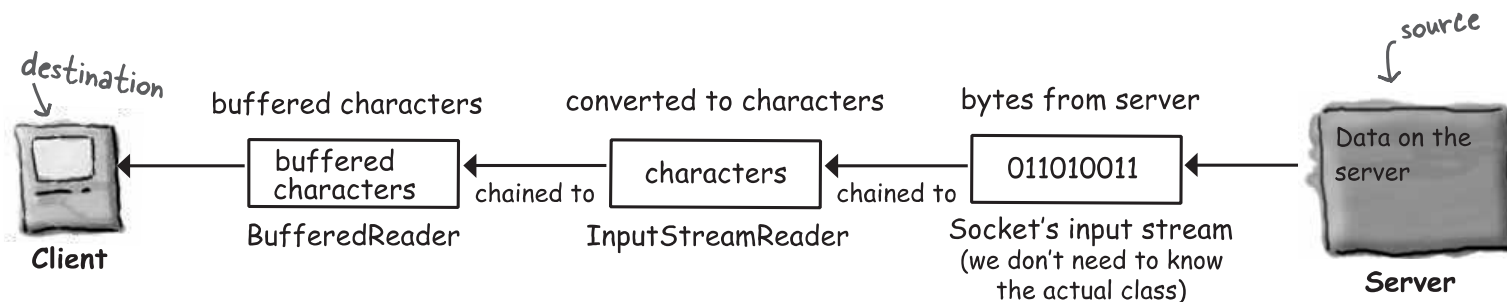 source
destination
buffered characters
converted to characters
bytes from server
buffered
characters
characters
011010011
Data on the
server
chained to
chained to
BufferedReader
InputStreamReader
Socket's input stream
(we don't need to know
the actual class)
Client
Server